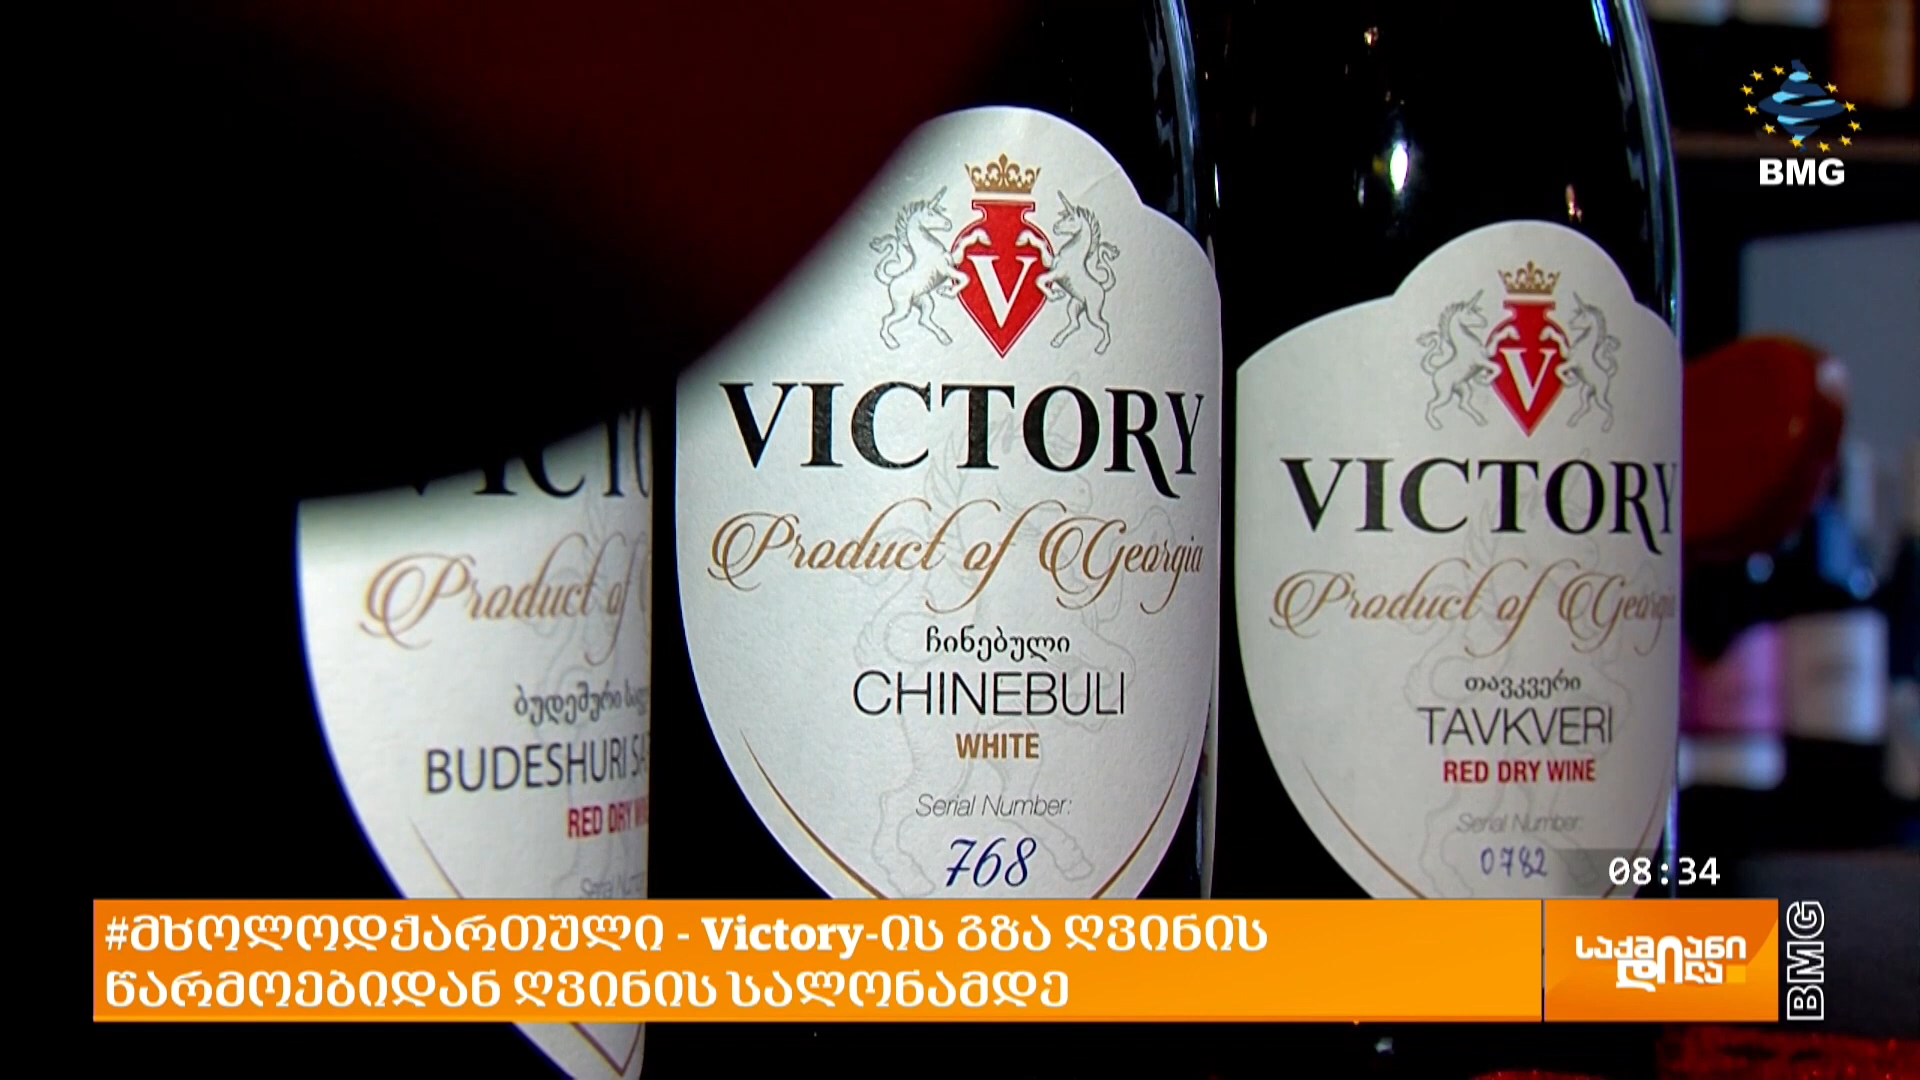 BMG
V
VICTORY
Product of Georgia
ჩინებული
CHINEBULI
WHITE
Serial Number:
768
V
VICTORY
Product of Georgia
თავკვერი
TAVKVERI
RED DRY WINE
Serial Number:
0782
Product of
ბუდეშური
BUDESHURI
RED DRY
08:34
#მხოლოდქართული - Victory-ის გზა ღვინის
წარმოებიდან ღვინის სალონამდე
საქმიანი
დილა
BMG